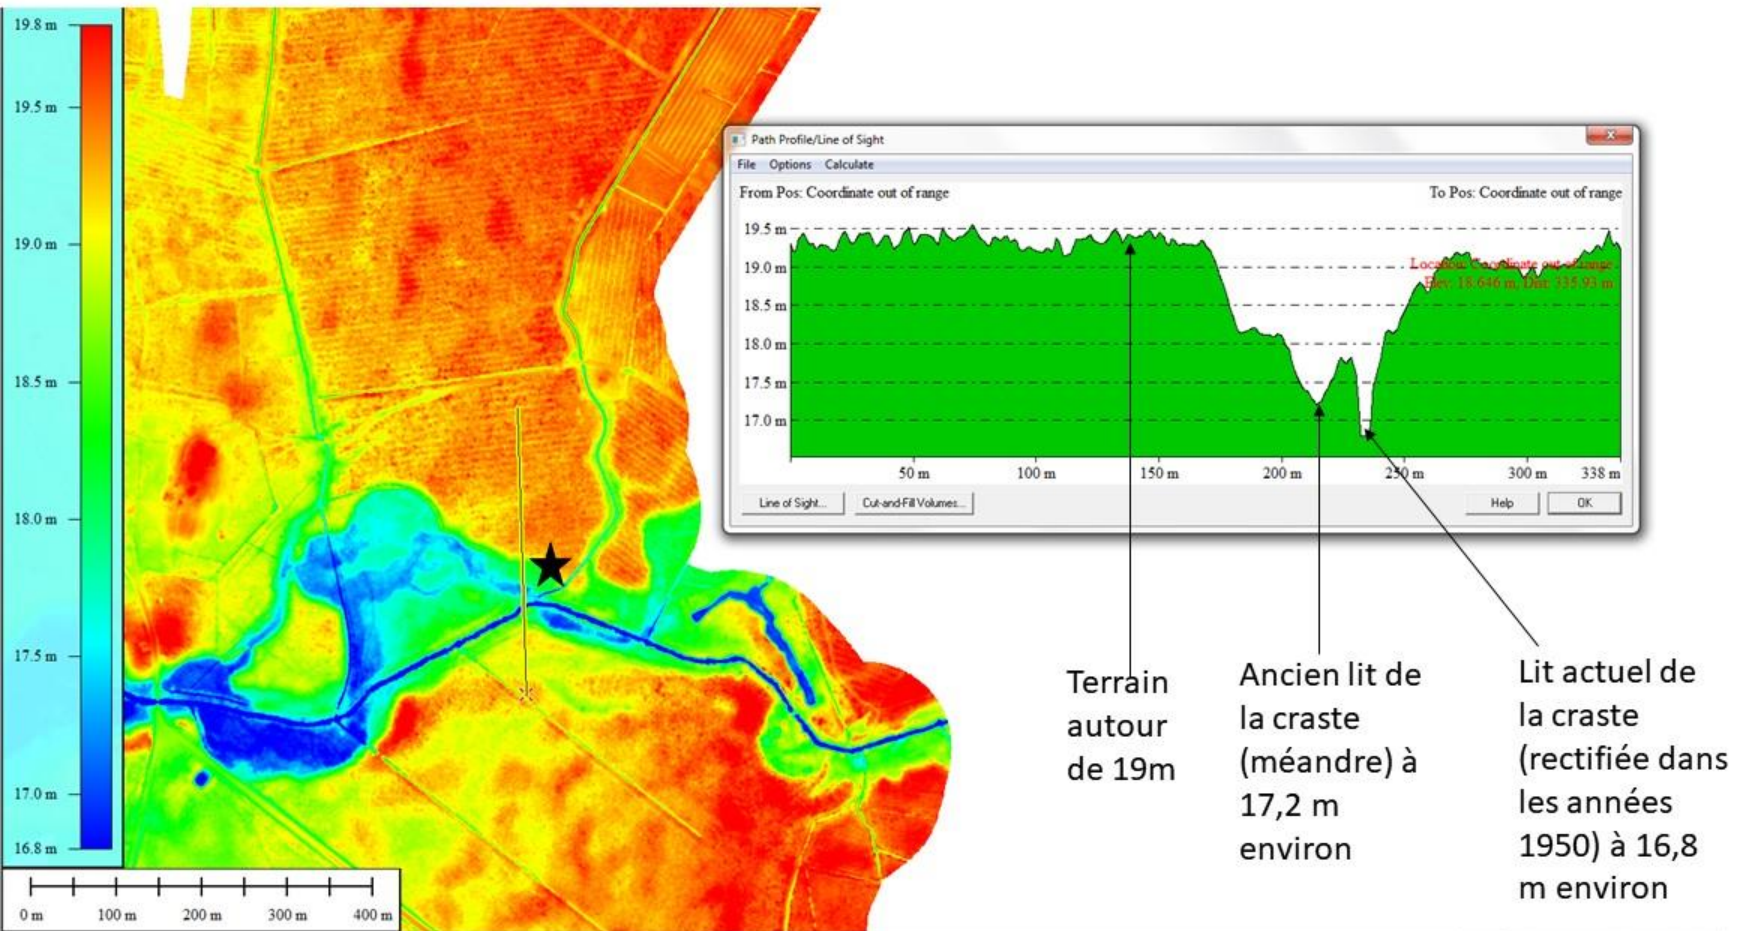 19.8 m
19.5 m
19.0 m
18.5 m
18.0 m
17.5 m
17.0 m
16.8 m
0 m 100 m 200 m 300 m 400 m
Path Profile/Line of Sight
File Options Calculate
From Pos: Coordinate out of range To Pos: Coordinate out of range
19.5 m
19.0 m
18.5 m
18.0 m
17.5 m
17.0 m
Location: Coordinate out of range
Elev: 18.646 m, Dist: 335.93 m
50 m 100 m 150 m 200 m 250 m 300 m 338 m
Line of Sight... Cut-and-Fill Volumes... Help OK
Terrain
autour
de 19m
Ancien lit de
la craste
(méandre) à
17,2 m
environ
Lit actuel de
la craste
(rectifiée dans
les années
1950) à 16,8
m environ